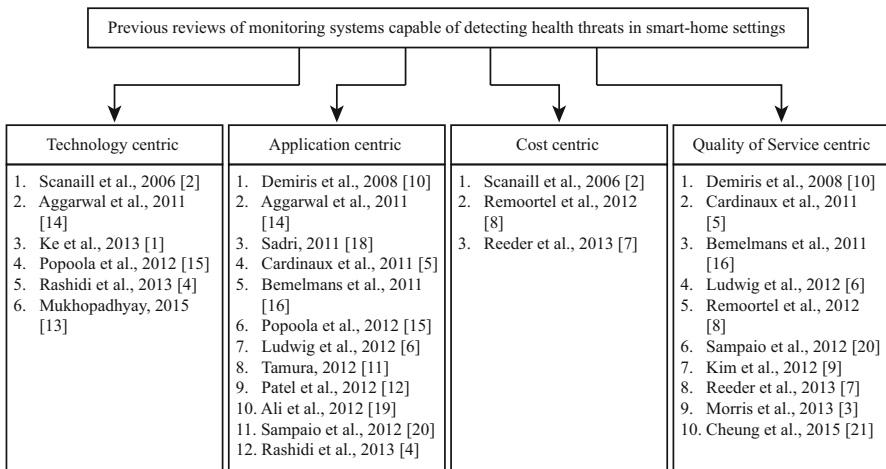 Previous reviews of monitoring systems capable of detecting health threats in smart-home settings
Technology centric
1. Scanaill et al., 2006 [2]
2. Aggarwal et al., 2011
[14]
3. Ke et al., 2013 [1]
4. Popoola et al., 2012 [15]
5. Rashidi et al., 2013 [4]
6. Mukhopadhyay, 2015
[13]
Application centric
1. Demiris et al., 2008 [10]
2. Aggarwal et al., 2011
[14]
3. Sadri, 2011 [18]
4. Cardinaux et al., 2011 [5]
5. Bemelmans et al., 2011
[16]
6. Popoola et al., 2012 [15]
7. Ludwig et al., 2012 [6]
8. Tamura, 2012 [11]
9. Patel et al., 2012 [12]
10. Ali et al., 2012 [19]
11. Sampaio et al., 2012 [20]
12. Rashidi et al., 2013 [4]
Cost centric
1. Scanaill et al., 2006 [2]
2. Remoortel et al., 2012
[8]
3. Reeder et al., 2013 [7]
Quality of Service centric
1. Demiris et al., 2008 [10]
2. Cardinaux et al., 2011
[5]
3. Bemelmans et al., 2011
[16]
4. Ludwig et al., 2012 [6]
5. Remoortel et al., 2012
[8]
6. Sampaio et al., 2012 [20]
7. Kim et al., 2012 [9]
8. Reeder et al., 2013 [7]
9. Morris et al., 2013 [3]
10. Cheung et al., 2015 [21]